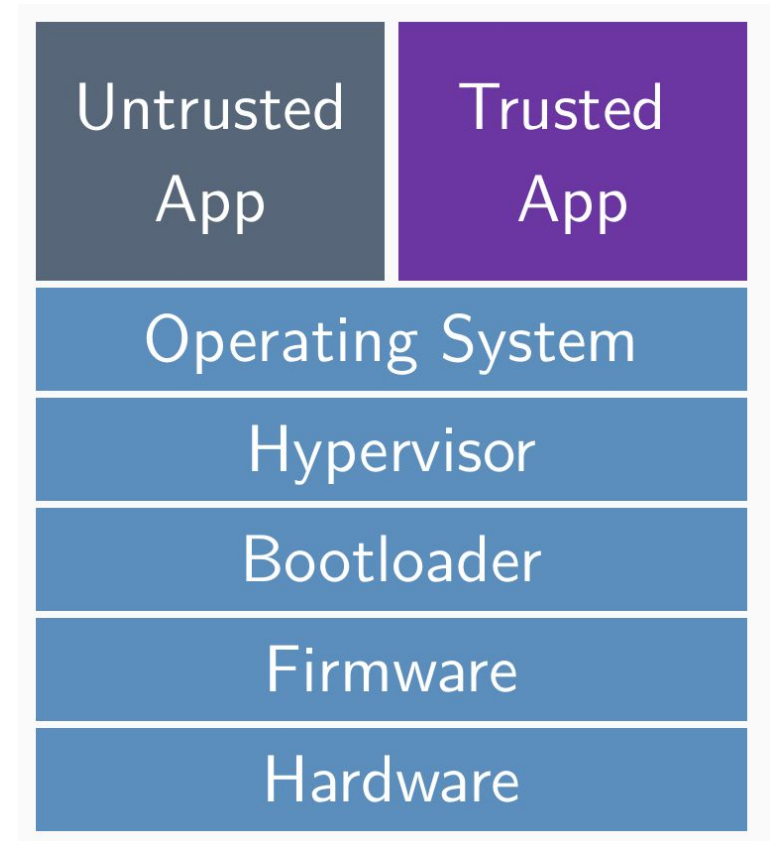 Untrusted
App
Trusted
App
Operating System
Hypervisor
Bootloader
Firmware
Hardware